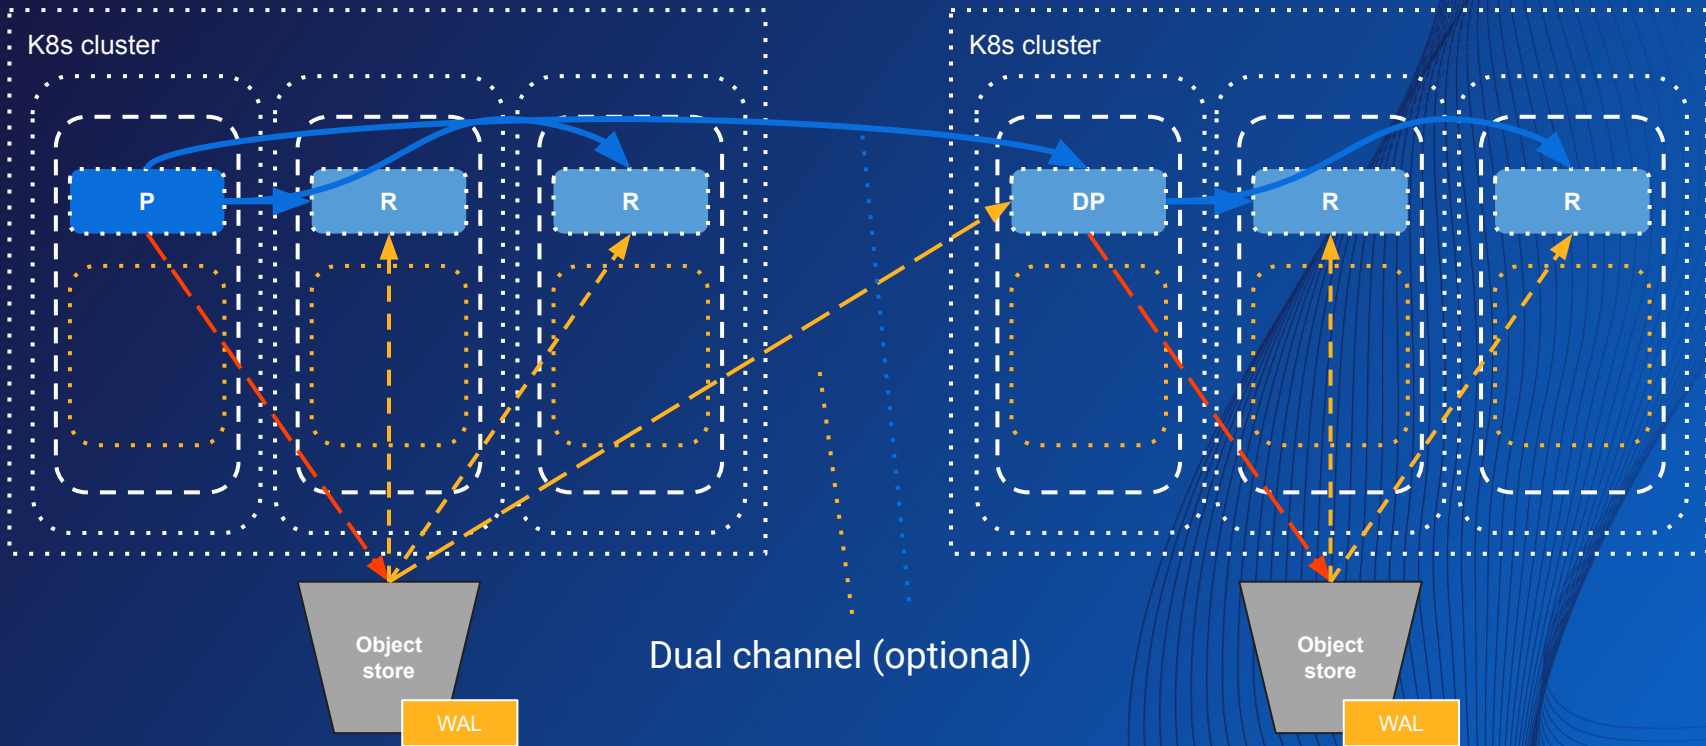 K8s cluster
K8s cluster
P
R
R
DP
R
R
Object
store
WAL
Dual channel (optional)
Object
store
WAL